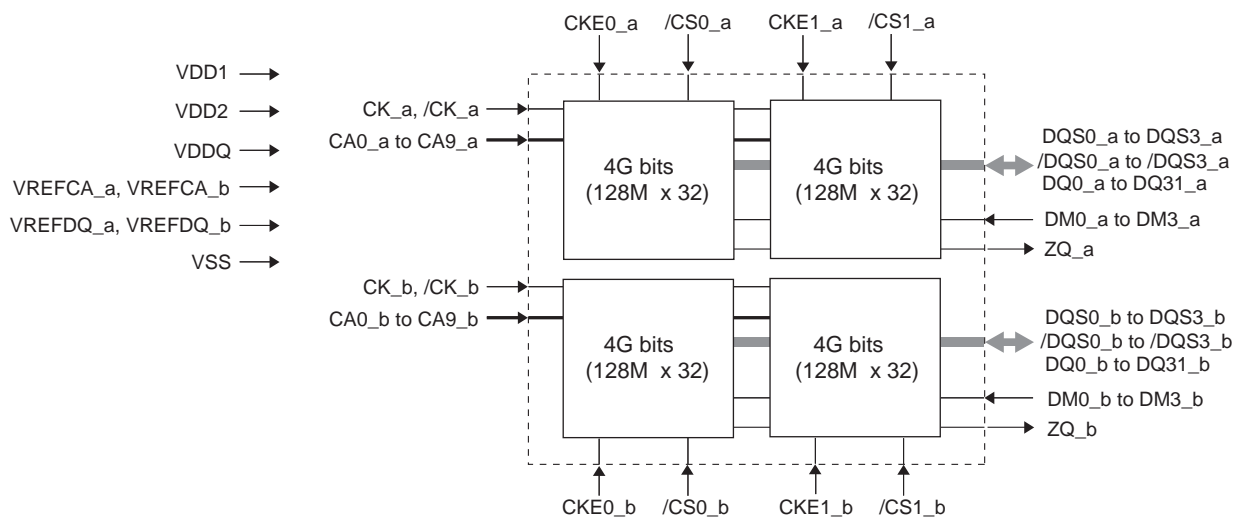 CKE0_a
/CS0_a
CKE1_a
/CS1_a
VDD1
VDD2
VDDQ
VREFCA_a, VREFCA_b
VREFDQ_a, VREFDQ_b
VSS
CK_a, /CK_a
CA0_a to CA9_a
4G bits
(128M x 32)
4G bits
(128M x 32)
DQS0_a to DQS3_a
/DQS0_a to /DQS3_a
DQ0_a to DQ31_a
DM0_a to DM3_a
ZQ_a
CK_b, /CK_b
CA0_b to CA9_b
4G bits
(128M x 32)
4G bits
(128M x 32)
DQS0_b to DQS3_b
/DQS0_b to /DQS3_b
DQ0_b to DQ31_b
DM0_b to DM3_b
ZQ_b
CKE0_b
/CS0_b
CKE1_b
/CS1_b